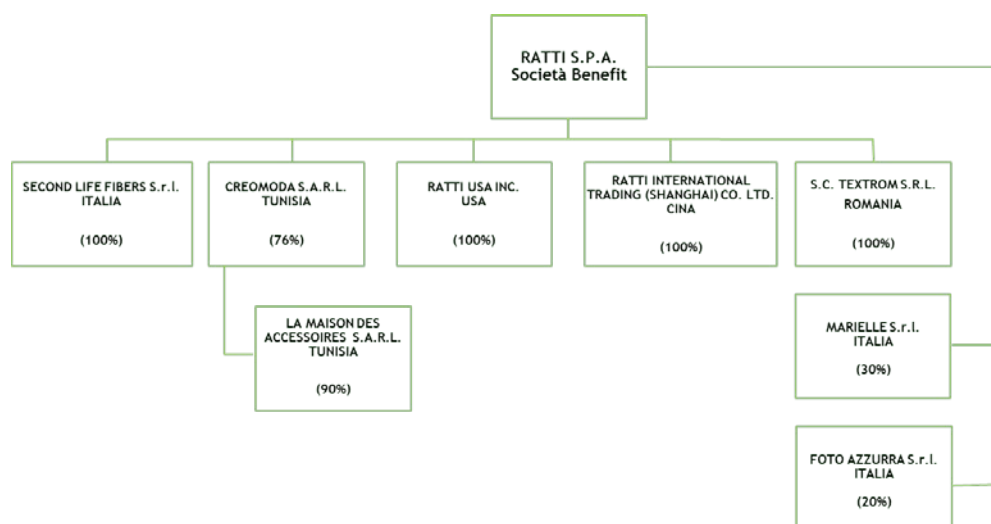 RATTI S.P.A.
Società Benefit
SECOND LIFE FIBERS S.r.l.
ITALIA
(100%)
CREOMODA S.A.R.L.
TUNISIA
(76%)
RATTI USA INC.
USA
(100%)
RATTI INTERNATIONAL
TRADING (SHANGHAI) CO. LTD.
CINA
(100%)
S.C. TEXTROM S.R.L.
ROMANIA
(100%)
LA MAISON DES
ACCESSOIRES S.A.R.L.
TUNISIA
(90%)
MARIELLE S.r.l.
ITALIA
(30%)
FOTO AZZURRA S.r.l.
ITALIA
(20%)